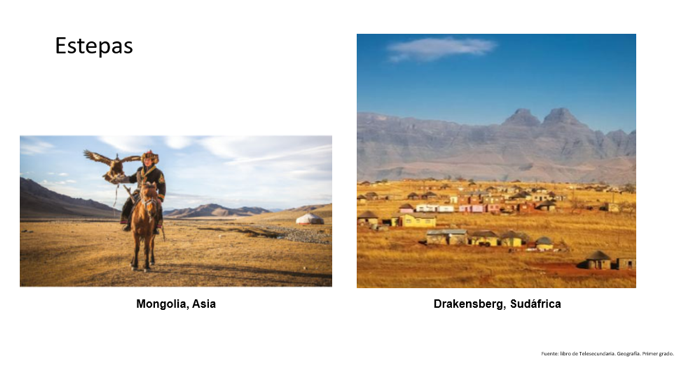 Estepas
Mongolia, Asia
Drakensberg, Sudáfrica
Fuente: libro de Telesecundaria. Geografía. Primer grado.